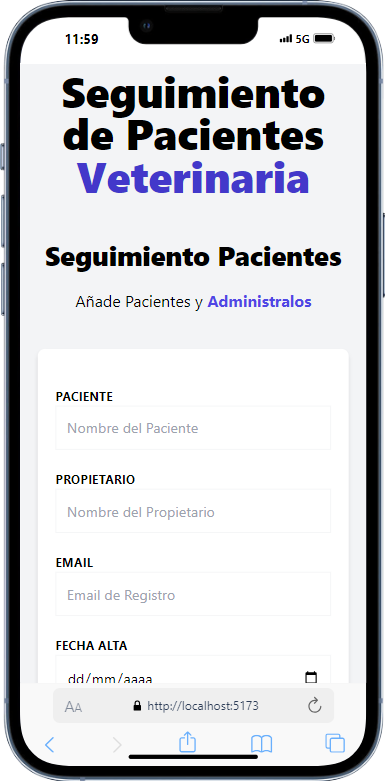 11:59
5G
Seguimiento
de Pacientes
Veterinaria
Seguimiento Pacientes
Añade Pacientes y Administralos
PACIENTE
Nombre del Paciente
PROPIETARIO
Nombre del Propietario
EMAIL
Email de Registro
FECHA ALTA
dd/mm/aaaa
AA http://localhost:5173